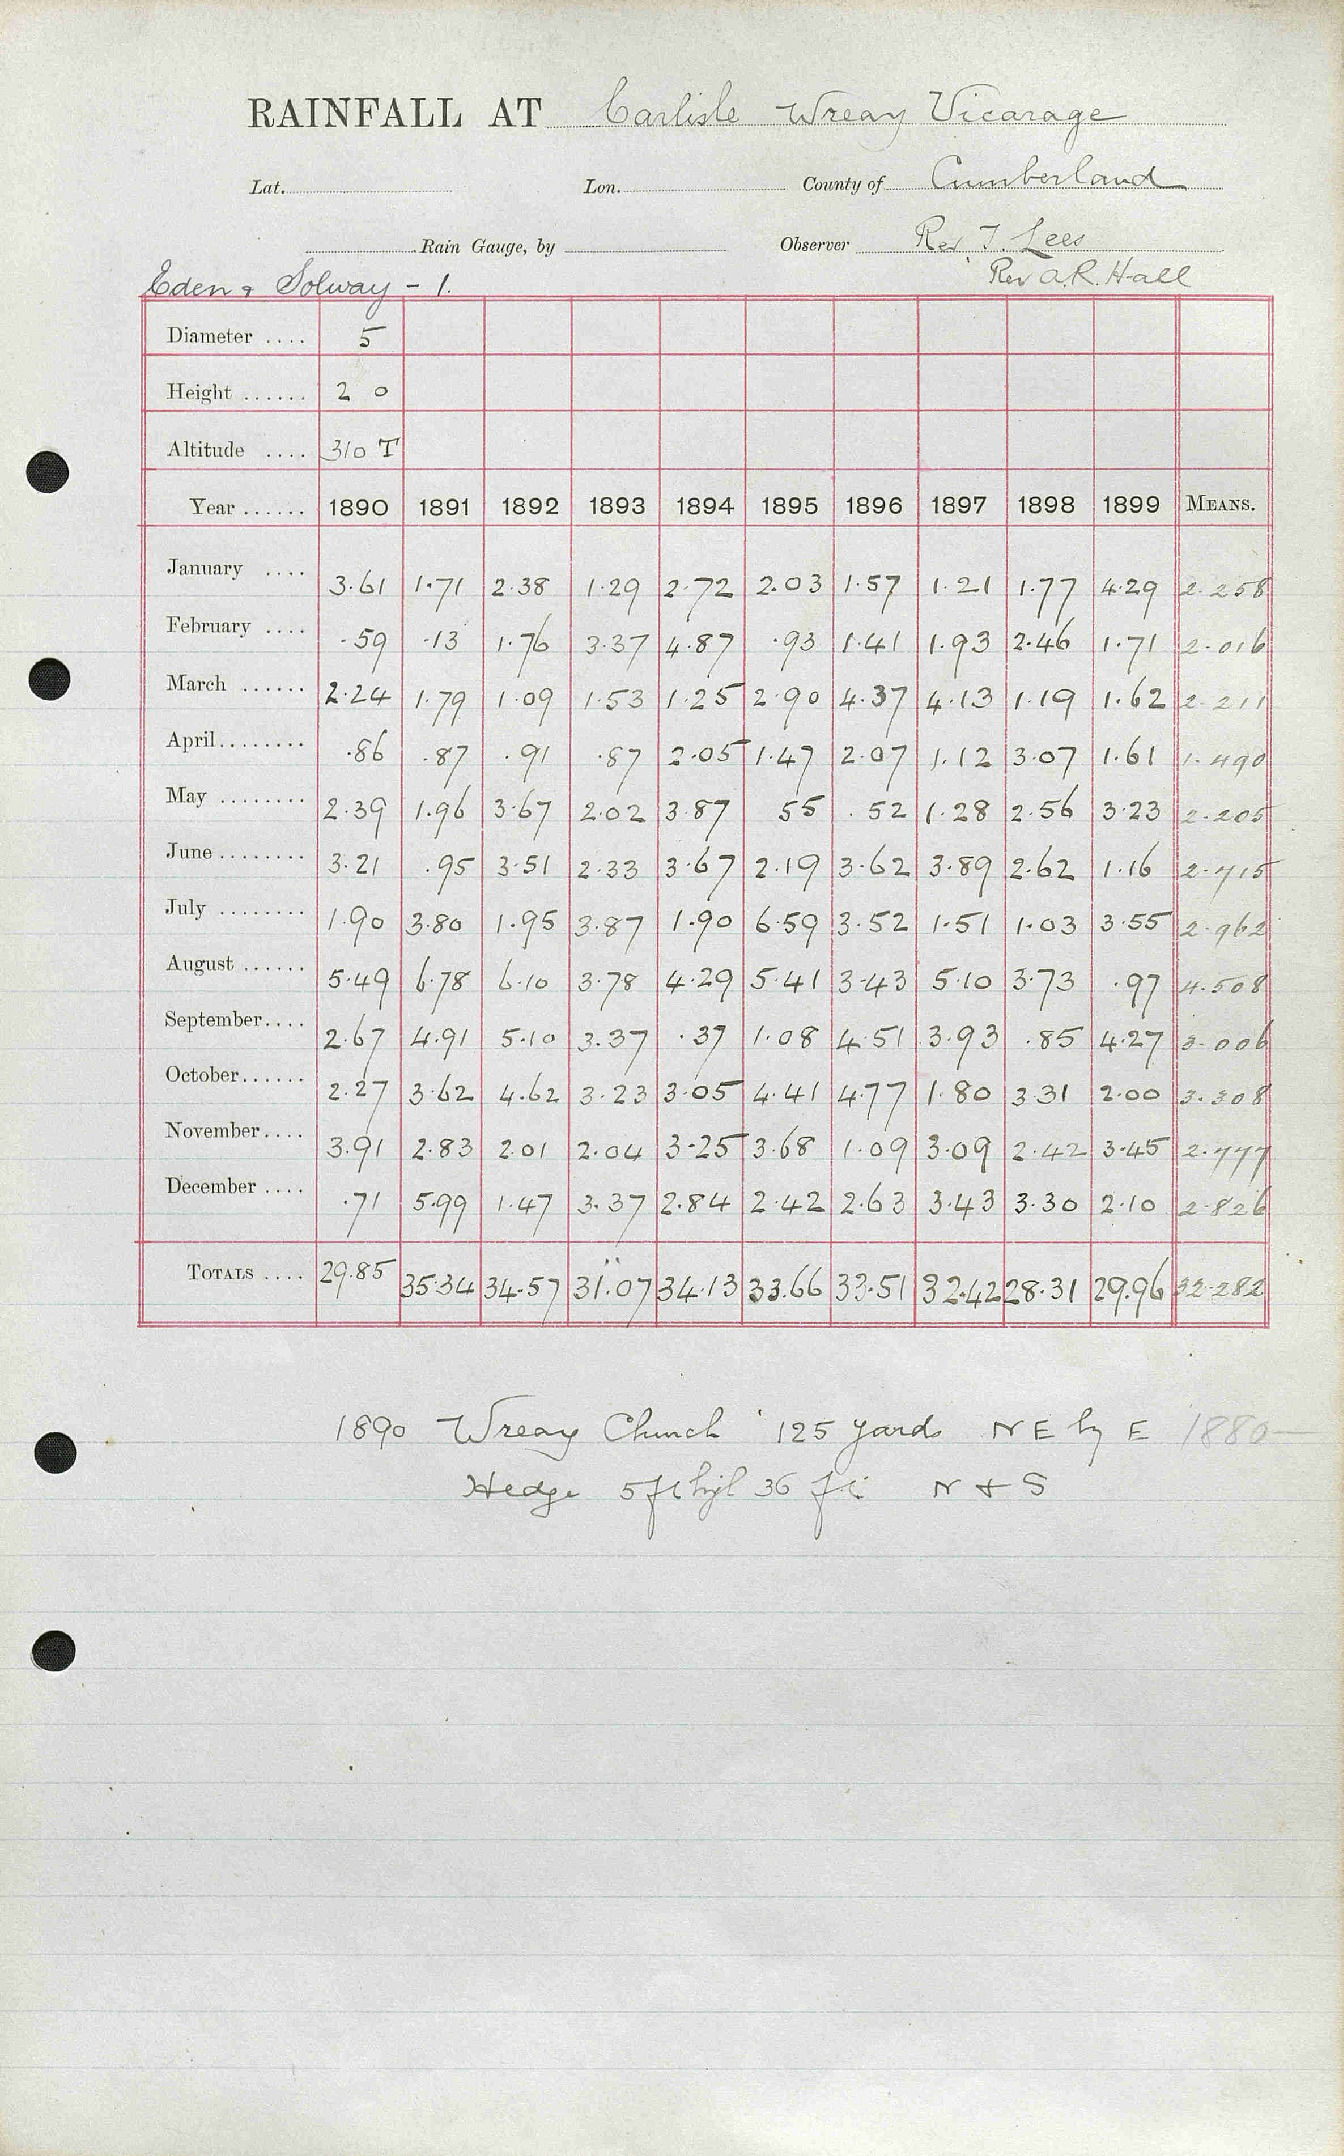 RAINFALL AT Carlisle Wreay Vicarage
Lat. Lon. County of Cumberland
Rain Gauge, by Observer Rev T. Lees
Rev A.R. Hall
Eden & Solway - 1.
Diameter .... 5
Height ...... 2 0
Altitude .... 310 T
Year ...... 1890 1891 1892 1893 1894 1895 1896 1897 1898 1899 MEANS.
January .... 3.61 1.71 2.38 1.29 2.72 2.03 1.57 1.21 1.77 4.29 2.258
February .... .59 .13 1.76 3.37 4.87 .93 1.41 1.93 2.46 1.71 2.016
March ...... 2.24 1.79 1.09 1.53 1.25 2.90 4.37 4.13 1.19 1.62 2.211
April........ .86 .87 .91 .87 2.05 1.47 2.07 1.12 3.07 1.61 1.490
May ........ 2.39 1.96 3.67 2.02 3.87 55 .52 1.28 2.56 3.23 2.205
June ........ 3.21 .95 3.51 2.33 3.67 2.19 3.62 3.89 2.62 1.16 2.715
July ........ 1.90 3.80 1.95 3.87 1.90 6.59 3.52 1.51 1.03 3.55 2.962
August ...... 5.49 6.78 6.10 3.78 4.29 5.41 3.43 5.10 3.73 .97 4.508
September.... 2.67 4.91 5.10 3.37 .37 1.08 4.51 3.93 .85 4.27 3.006
October...... 2.27 3.62 4.62 3.23 3.05 4.41 4.77 1.80 3.31 2.00 3.308
November.... 3.91 2.83 2.01 2.04 3.25 3.68 1.09 3.09 2.42 3.45 2.777
December .... .71 5.99 1.47 3.37 2.84 2.42 2.63 3.43 3.30 2.10 2.826
TOTALS .... 29.85 35.34 34.57 31.07 34.13 33.66 33.51 32.42 28.31 29.96 32.282
1890 Wreay Church 125 yards N E by E 1880—
Hedge 5 ft high 36 ft N & S